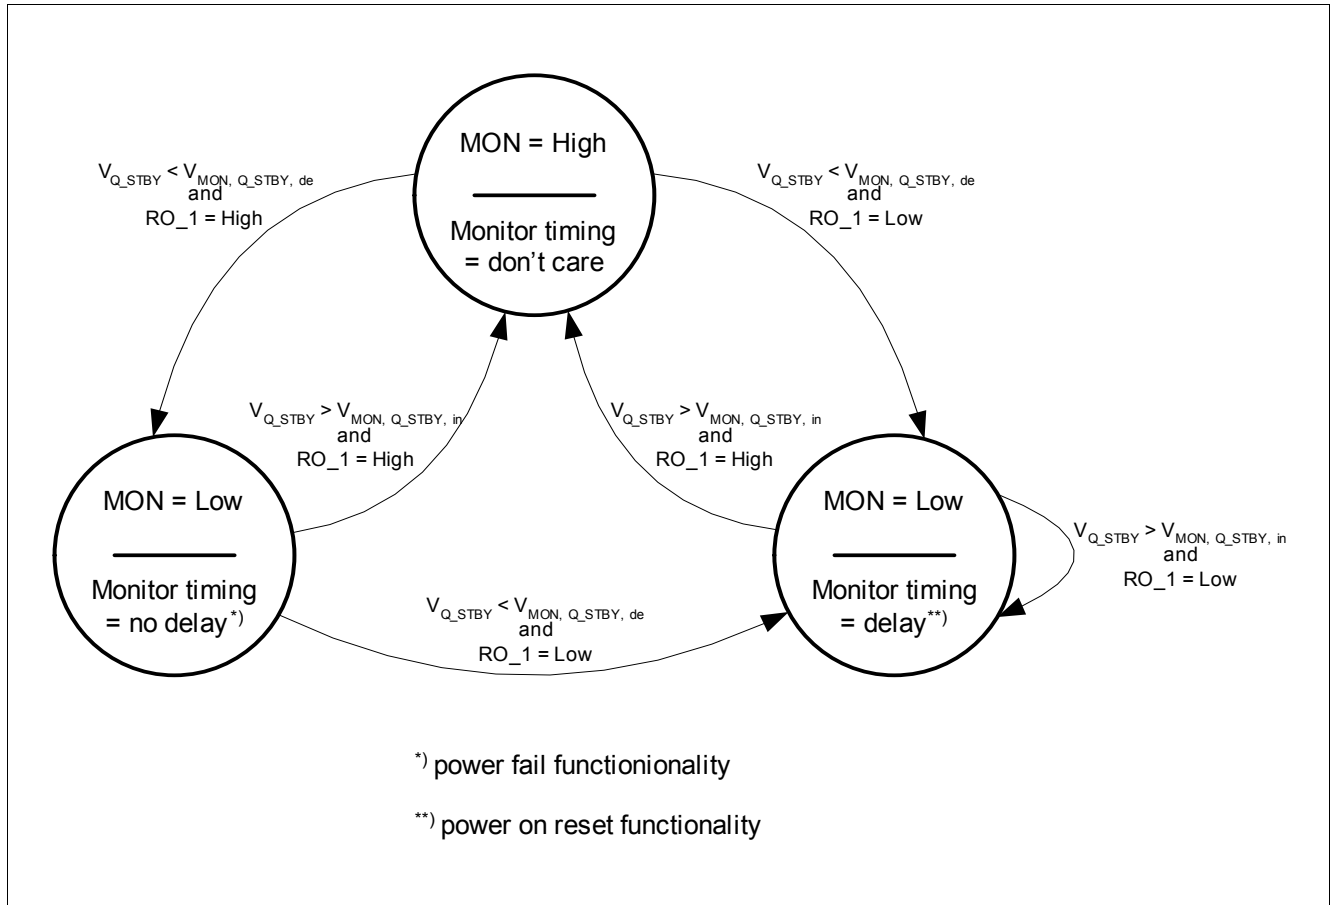 MON = High
Monitor timing
= don't care
V_Q_STBY < V_MON, Q_STBY, de
and
RO_1 = High
V_Q_STBY < V_MON, Q_STBY, de
and
RO_1 = Low
V_Q_STBY > V_MON, Q_STBY, in
and
RO_1 = High
V_Q_STBY > V_MON, Q_STBY, in
and
RO_1 = High
MON = Low
Monitor timing
= no delay*)
MON = Low
Monitor timing
= delay**)
V_Q_STBY > V_MON, Q_STBY, in
and
RO_1 = Low
V_Q_STBY < V_MON, Q_STBY, de
and
RO_1 = Low
*) power fail functionionality
**) power on reset functionality